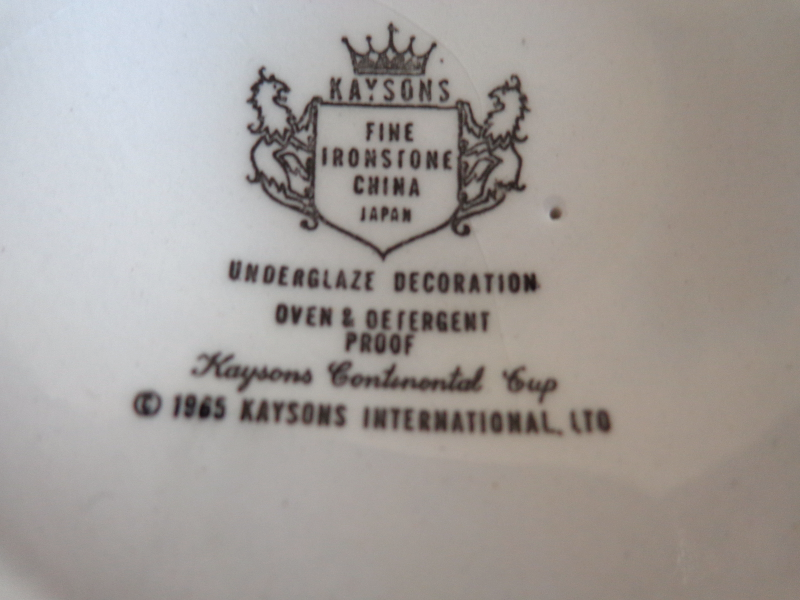 KAYSONS
FINE
IRONSTONE
CHINA
JAPAN
UNDERGLAZE DECORATION
OVEN & DETERGENT
PROOF
Kaysons Continental Cup
© 1965 KAYSONS INTERNATIONAL, LTD